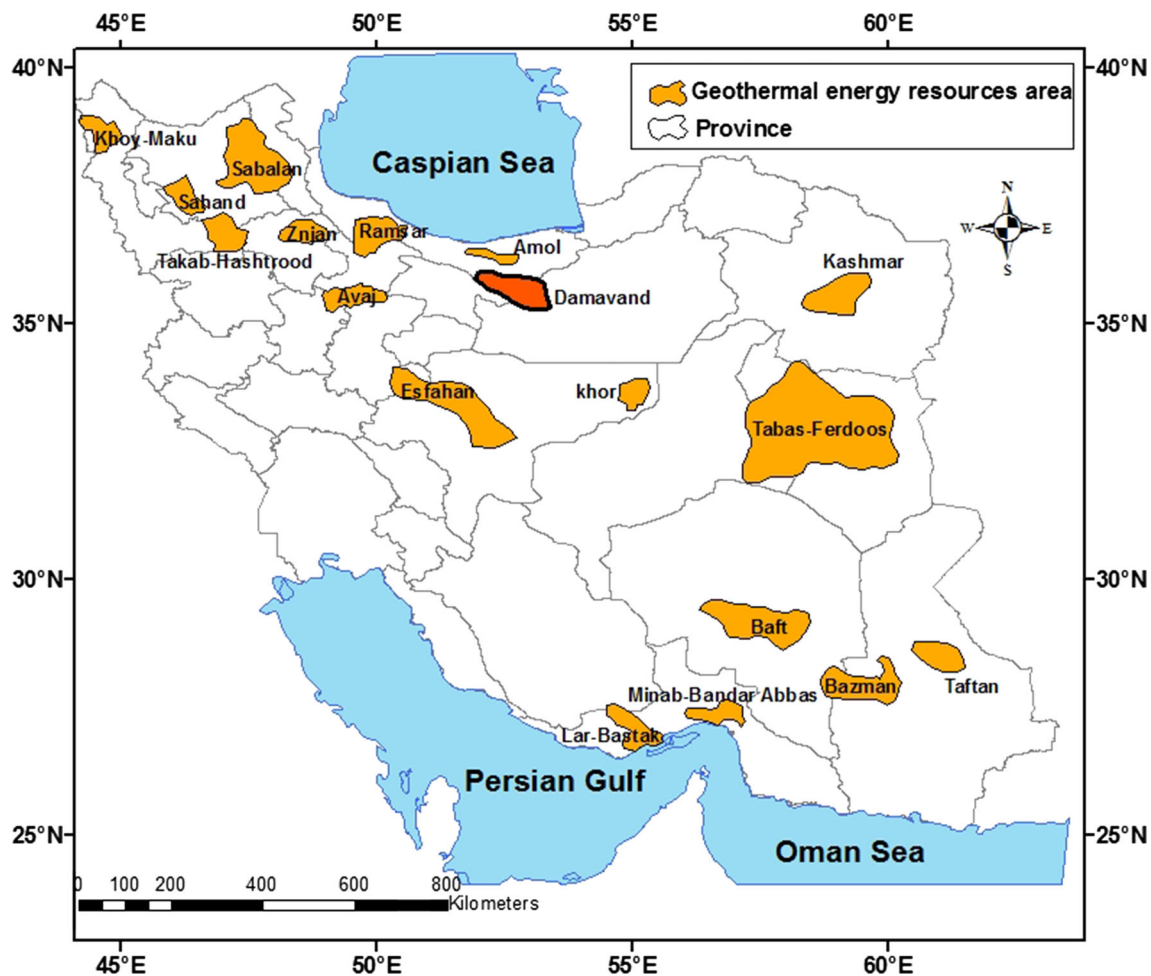 45°E 50°E 55°E 60°E
40°N 40°N
Geothermal energy resources area
Province
Caspian Sea
Khoy-Maku
Sabalan
Sahand
N
W E
S
Znjan
Ramsar
Amol
Takab-Hashtrood
Kashmar
Avaj
Damavand
35°N 35°N
Esfahan
khor
Tabas-Ferdoos
30°N 30°N
Baft
Bazman
Taftan
Minab-Bandar Abbas
Lar-Bastak
Persian Gulf
25°N 25°N
Oman Sea
0 100 200 400 600 800
Kilometers
45°E 50°E 55°E 60°E